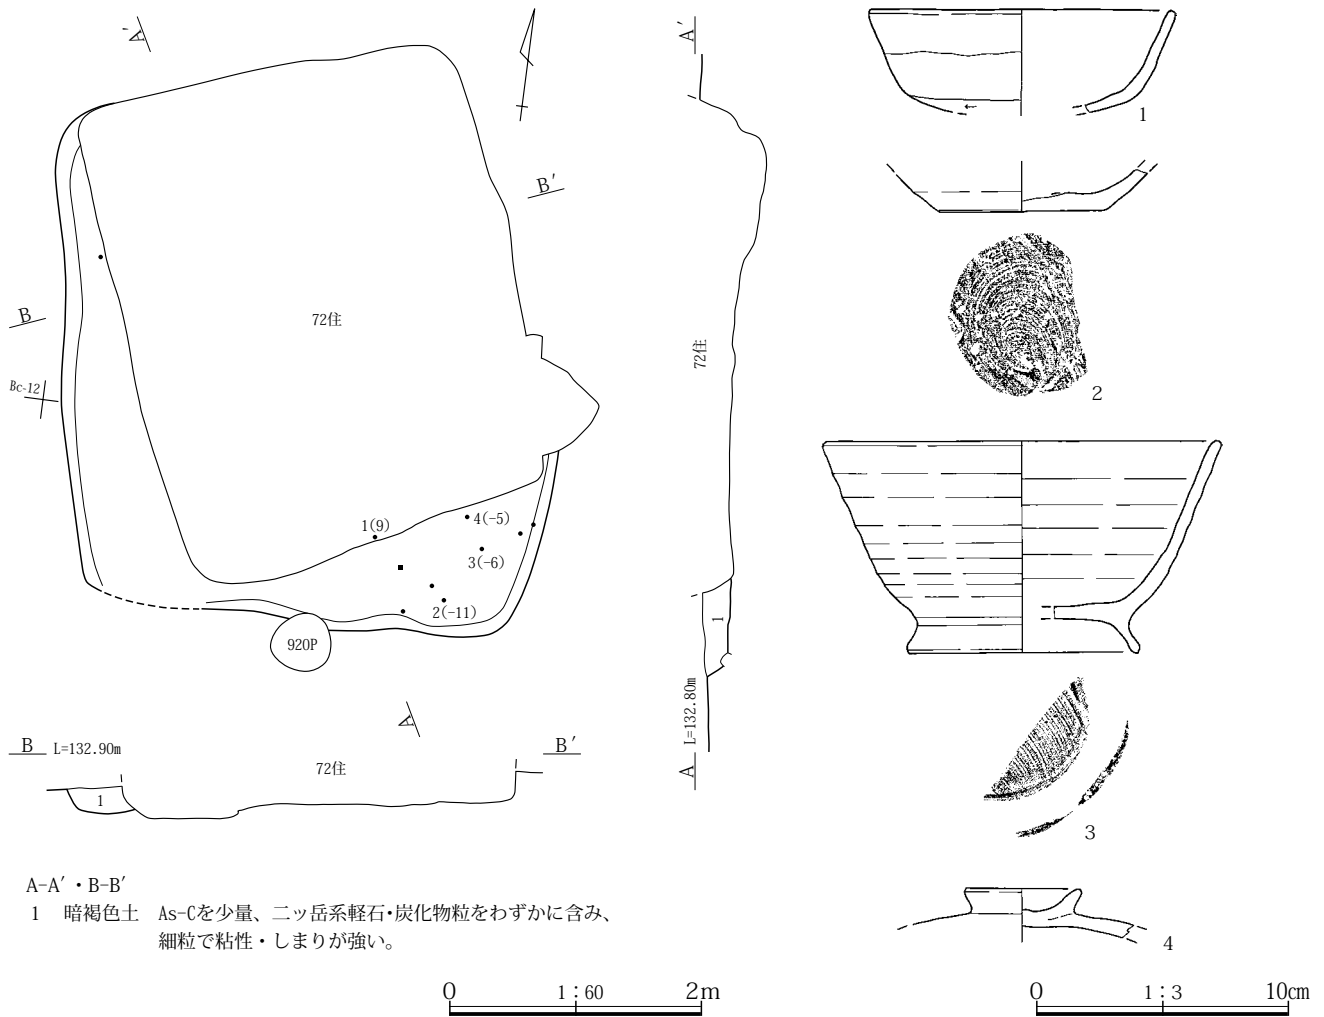 A′
A′
1
B′
72住
B
72住
Bc-12
2
1(9)
4(-5)
3(-6)
2(-11)
1
920P
A L=132.80m
A
3
B L=132.90m
B′
72住
1
4
A-A′・B-B′
1 暗褐色土 As-Cを少量、二ッ岳系軽石・炭化物粒をわずかに含み、
細粒で粘性・しまりが強い。
0 1:60 2m
0 1:3 10cm